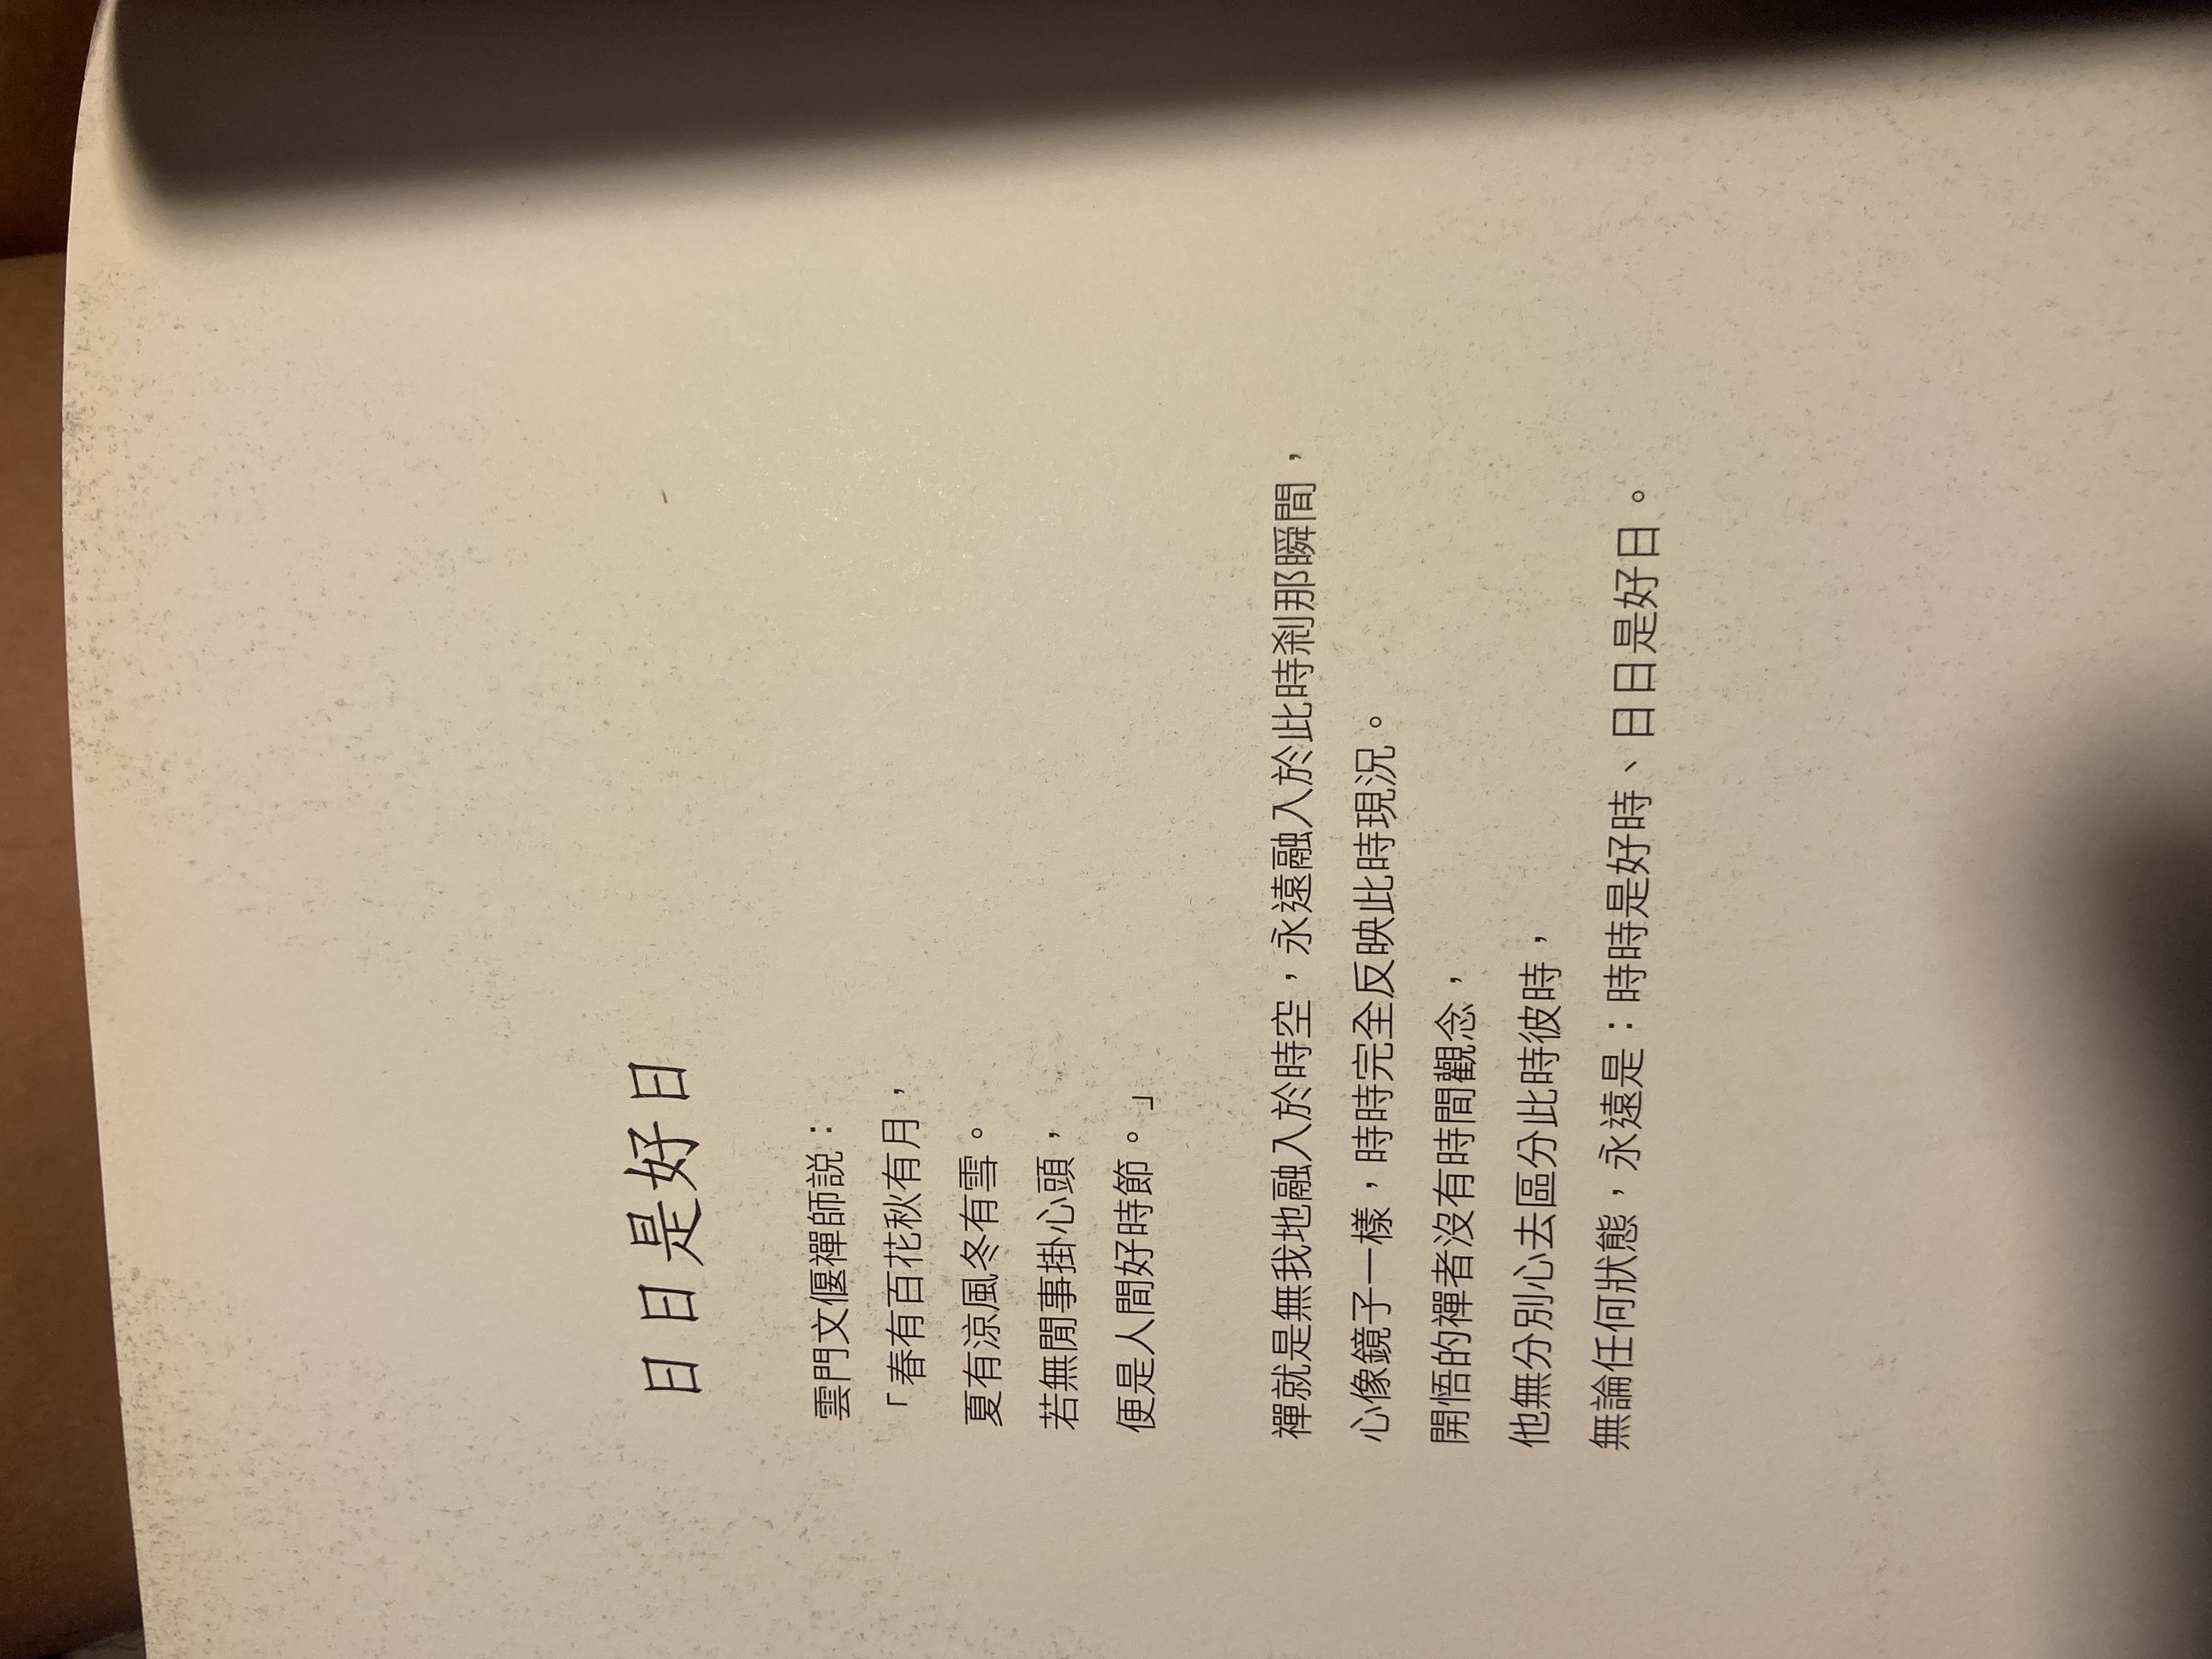 日日是好日
雲門文偃禪師説：
「春有百花秋有月，
夏有涼風冬有雪。
若無閒事掛心頭，
便是人間好時節。」
禪就是無我地融入於時空，永遠融入於此時剎那瞬間，
心像鏡子一樣，時時完全反映此時現況。
開悟的禪者沒有時間觀念，
他無分別心去區分此時彼時，
無論任何狀態，永遠是：時時是好時、日日是好日。